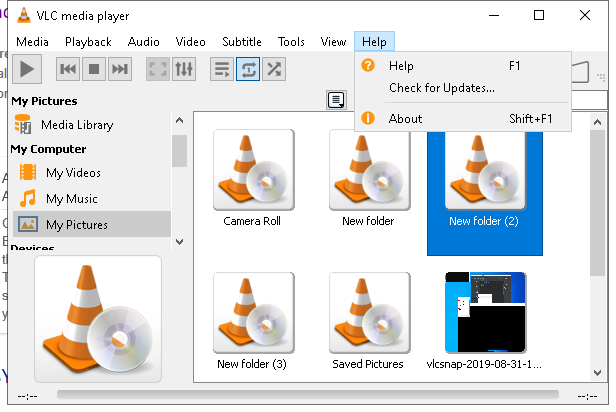 VLC media player
Media Playback Audio Video Subtitle Tools View Help
Help F1
Check for Updates...
About Shift+F1
My Pictures
Media Library
My Computer
My Videos
My Music
My Pictures
Devices
Camera Roll
New folder
New folder (2)
New folder (3)
Saved Pictures
vlcsnap-2019-08-31-1...
--:--
--:--